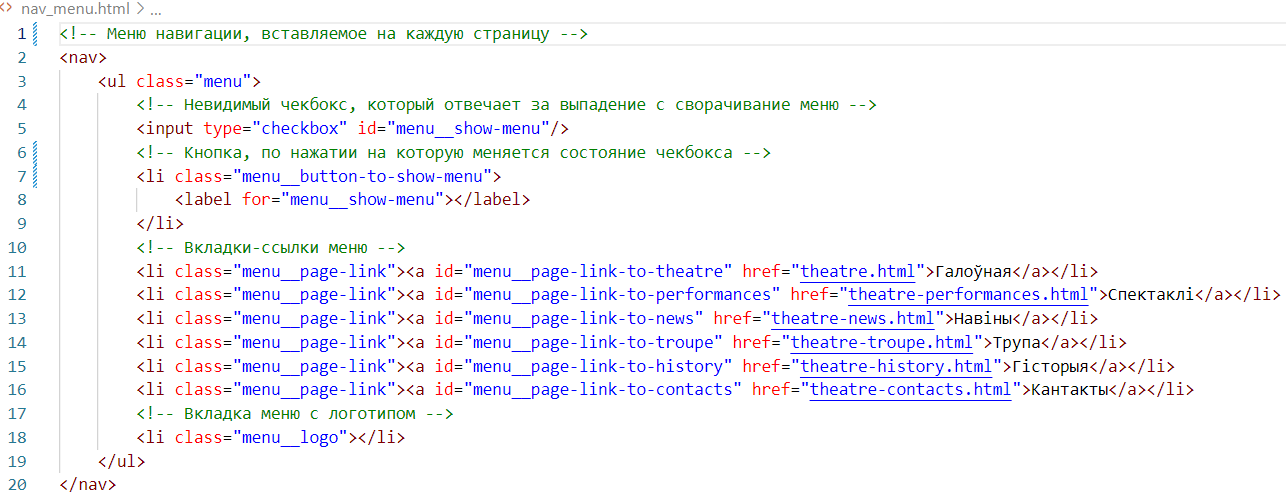 <> nav_menu.html > ...
1 <!-- Меню навигации, вставляемое на каждую страницу -->
2 <nav>
3 <ul class="menu">
4 <!-- Невидимый чекбокс, который отвечает за выпадение с сворачивание меню -->
5 <input type="checkbox" id="menu__show-menu"/>
6 <!-- Кнопка, по нажатии на которую меняется состояние чекбокса -->
7 <li class="menu__button-to-show-menu">
8 <label for="menu__show-menu"></label>
9 </li>
10 <!-- Вкладки-ссылки меню -->
11 <li class="menu__page-link"><a id="menu__page-link-to-theatre" href="theatre.html">Галоўная</a></li>
12 <li class="menu__page-link"><a id="menu__page-link-to-performances" href="theatre-performances.html">Спектаклі</a></li>
13 <li class="menu__page-link"><a id="menu__page-link-to-news" href="theatre-news.html">Навіны</a></li>
14 <li class="menu__page-link"><a id="menu__page-link-to-troupe" href="theatre-troupe.html">Трупа</a></li>
15 <li class="menu__page-link"><a id="menu__page-link-to-history" href="theatre-history.html">Гісторыя</a></li>
16 <li class="menu__page-link"><a id="menu__page-link-to-contacts" href="theatre-contacts.html">Кантакты</a></li>
17 <!-- Вкладка меню с логотипом -->
18 <li class="menu__logo"></li>
19 </ul>
20 </nav>